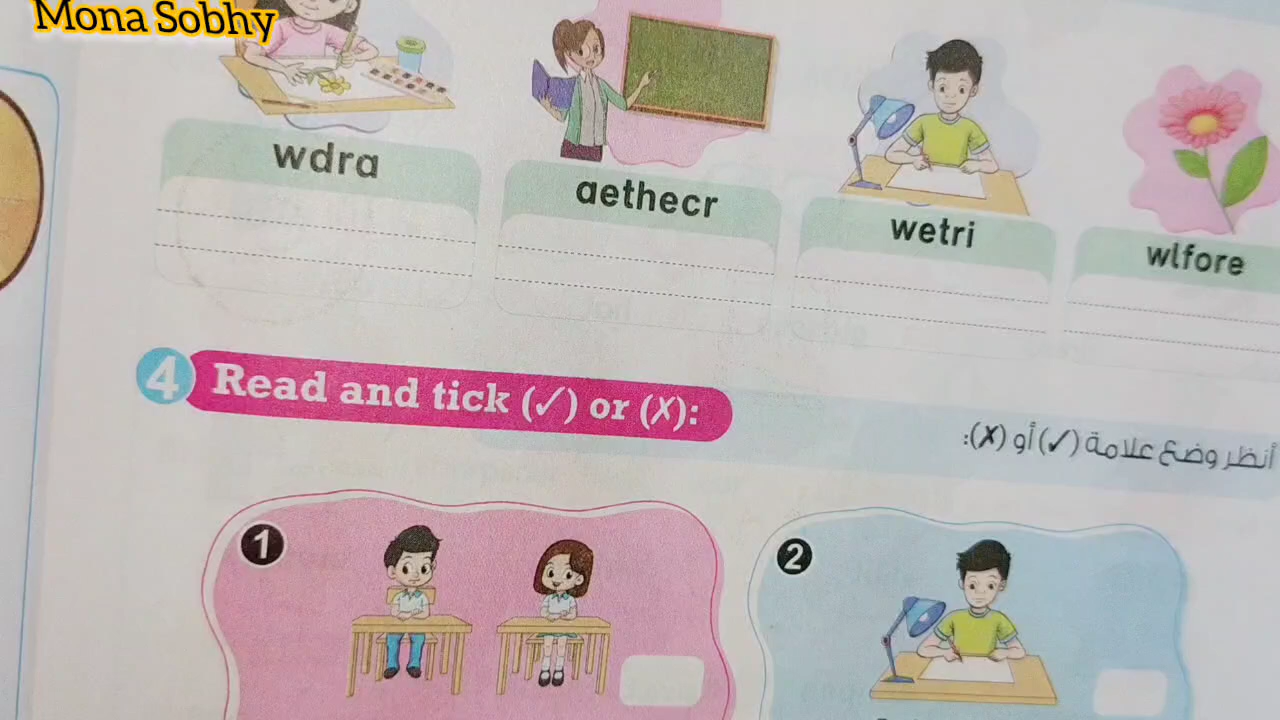 Mona Sobhy
wdra
aethecr
wetri
wlfore
4 Read and tick (✓) or (✗):
أنظر وضع علامة (✓) أو (✗):
1
2